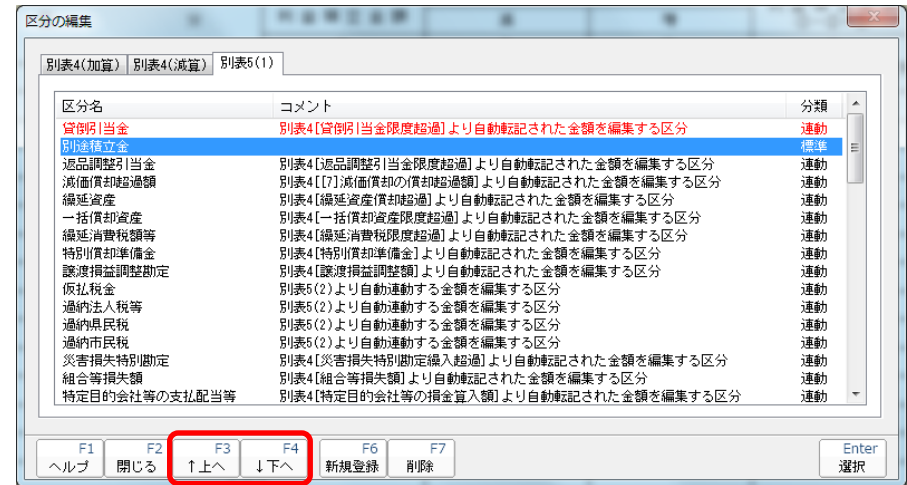 区分の編集
別表4(加算) 別表4(減算) 別表5(1)
区分名 コメント 分類
貸倒引当金 別表4[貸倒引当金限度超過]より自動転記された金額を編集する区分 連動
別途積立金 標準
返品調整引当金 別表4[返品調整引当金限度超過]より自動転記された金額を編集する区分 連動
減価償却超過額 別表4[[7]減価償却の償却超過額]より自動転記された金額を編集する区分 連動
繰延資産 別表4[繰延資産償却超過]より自動転記された金額を編集する区分 連動
一括償却資産 別表4[一括償却資産限度超過]より自動転記された金額を編集する区分 連動
繰延消費税額等 別表4[繰延消費税限度超過]より自動転記された金額を編集する区分 連動
特別償却準備金 別表4[特別償却準備金]より自動転記された金額を編集する区分 連動
譲渡損益調整勘定 別表4[譲渡損益調整額]より自動転記された金額を編集する区分 連動
仮払税金 別表5(2)より自動連動する金額を編集する区分 連動
過納法人税等 別表5(2)より自動連動する金額を編集する区分 連動
過納県民税 別表5(2)より自動連動する金額を編集する区分 連動
過納市民税 別表5(2)より自動連動する金額を編集する区分 連動
災害損失特別勘定 別表4[災害損失特別勘定繰入超過]より自動転記された金額を編集する区分 連動
組合等損失額 別表4[組合等損失額]より自動転記された金額を編集する区分 連動
特定目的会社等の支払配当等 別表4[特定目的会社等の損金算入額]より自動転記された金額を編集する区分 連動
F1 F2 F3 F4 F6 F7 Enter
ヘルプ 閉じる ↑上へ ↓下へ 新規登録 削除 選択